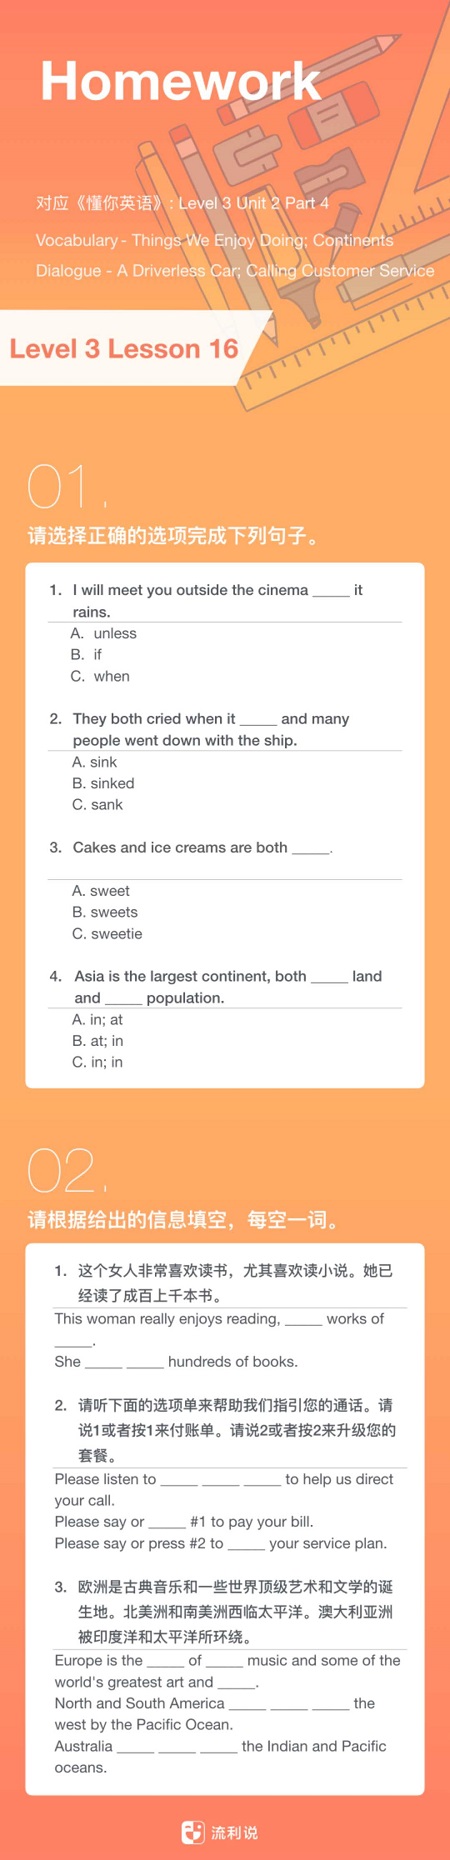 Homework
对应《懂你英语》: Level 3 Unit 2 Part 4
Vocabulary - Things We Enjoy Doing; Continents
Dialogue - A Driverless Car; Calling Customer Service
Level 3 Lesson 16
01.
请选择正确的选项完成下列句子。
1. I will meet you outside the cinema _____ it
rains.
A. unless
B. if
C. when
2. They both cried when it _____ and many
people went down with the ship.
A. sink
B. sinked
C. sank
3. Cakes and ice creams are both _____.
A. sweet
B. sweets
C. sweetie
4. Asia is the largest continent, both _____ land
and _____ population.
A. in; at
B. at; in
C. in; in
02.
请根据给出的信息填空，每空一词。
1. 这个女人非常喜欢读书，尤其喜欢读小说。她已
经读了成百上千本书。
This woman really enjoys reading, _____ works of
_____.
She _____ _____ hundreds of books.
2. 请听下面的选项单来帮助我们指引您的通话。请
说1或者按1来付账单。请说2或者按2来升级您的
套餐。
Please listen to _____ _____ _____ to help us direct
your call.
Please say or _____ #1 to pay your bill.
Please say or press #2 to _____ your service plan.
3. 欧洲是古典音乐和一些世界顶级艺术和文学的诞
生地。北美洲和南美洲西临太平洋。澳大利亚洲
被印度洋和太平洋所环绕。
Europe is the _____ of _____ music and some of the
world's greatest art and _____.
North and South America _____ _____ _____ the
west by the Pacific Ocean.
Australia _____ _____ _____ the Indian and Pacific
oceans.
流利说